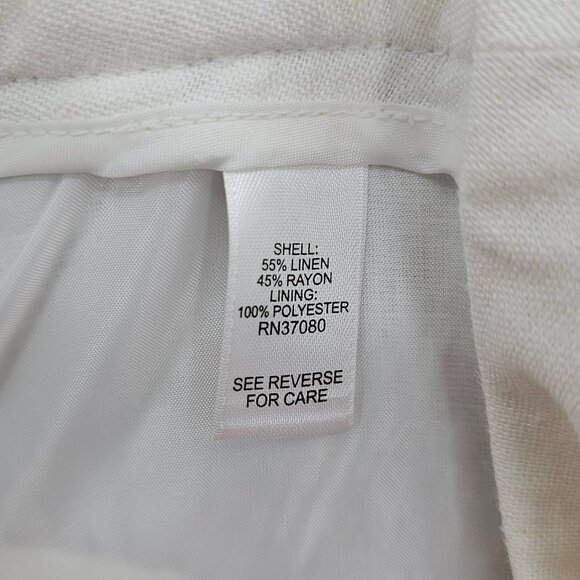 SHELL:
55% LINEN
45% RAYON
LINING:
100% POLYESTER
RN37080
SEE REVERSE
FOR CARE